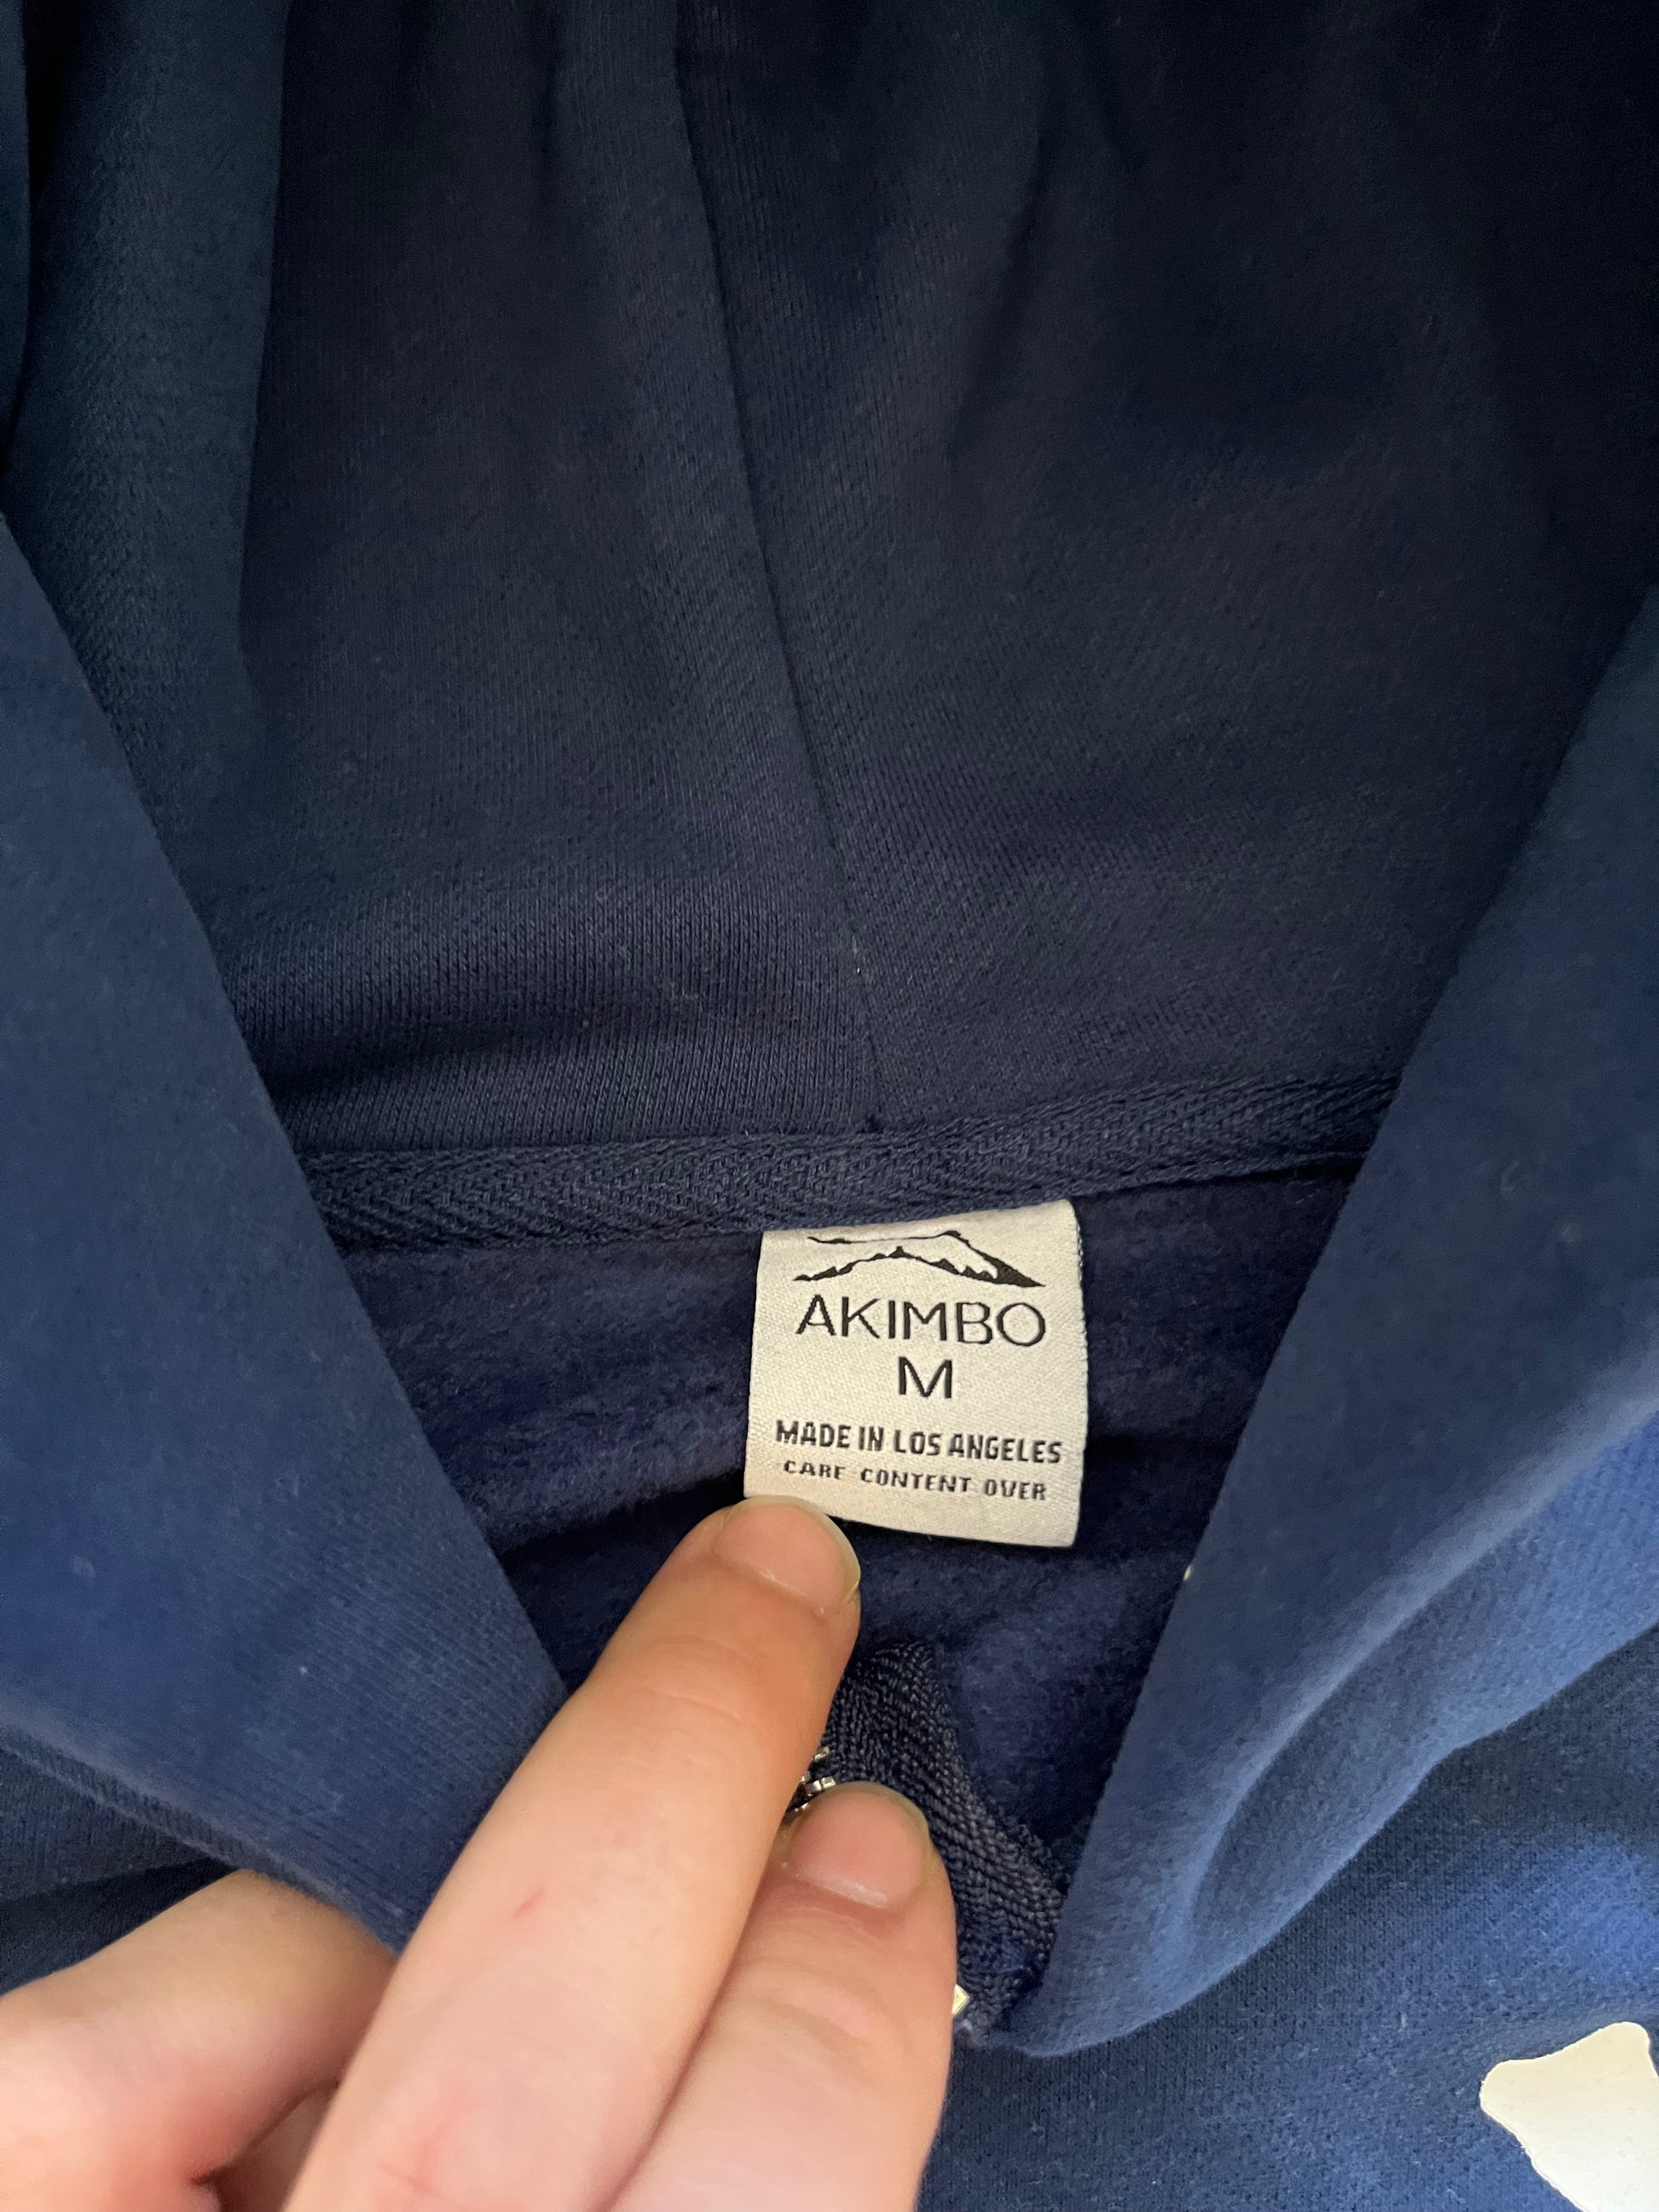 AKIMBO
M
MADE IN LOS ANGELES
CARE CONTENT OVER